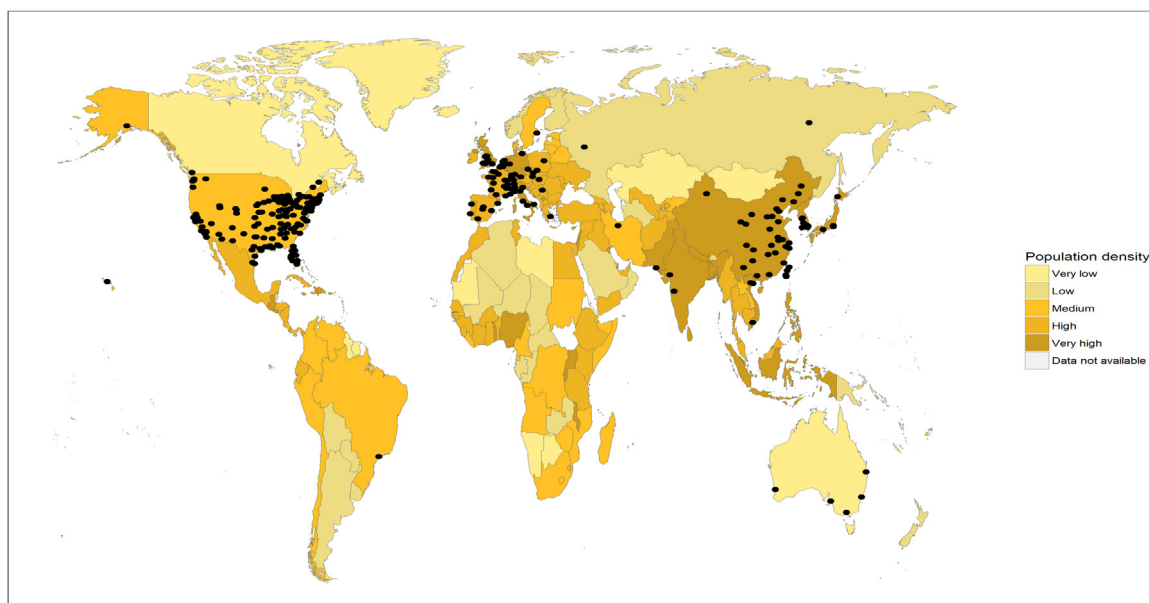 Population density
Very low
Low
Medium
High
Very high
Data not available